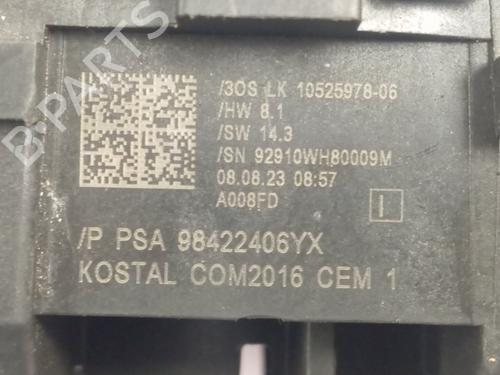 B-PARTS
/3OS LK 10525978-06
/HW 8.1
/SW 14.3
/SN 92910WH80009M
08.08.23 08:57
A008FD
I
/P PSA 98422406YX
KOSTAL COM2016 CEM 1